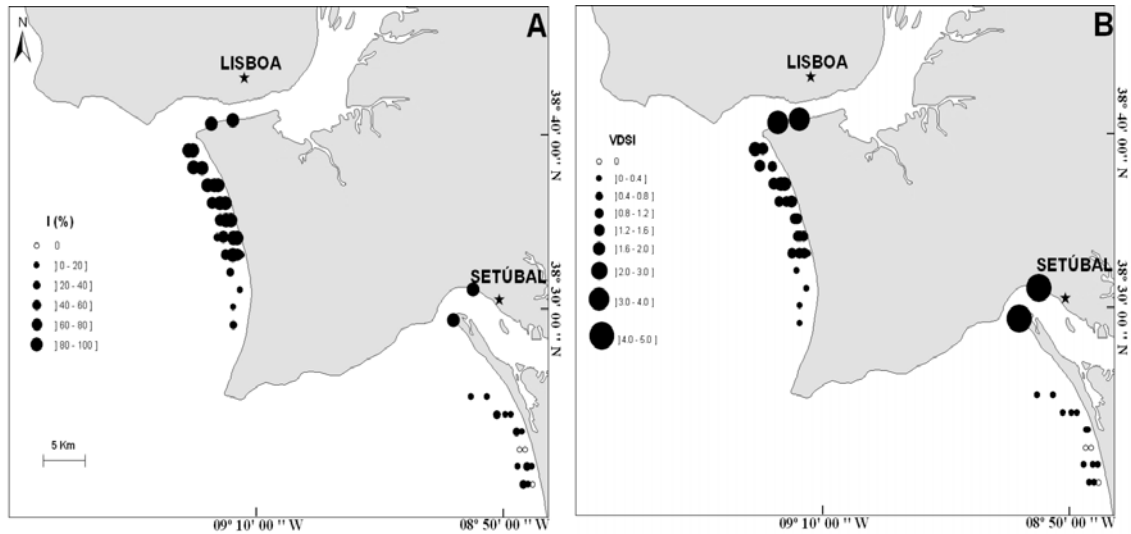 N
A
LISBOA
38° 40' 00'' N
I (%)
0
] 0 - 20 ]
] 20 - 40 ]
] 40 - 60 ]
] 60 - 80 ]
] 80 - 100 ]
SETÚBAL
38° 30' 00'' N
5 Km
09° 10' 00'' W
08° 50' 00'' W
B
LISBOA
38° 40' 00'' N
VDSI
0
]0 - 0.4 ]
]0.4 - 0.8 ]
]0.8 - 1.2 ]
]1.2 - 1.6 ]
]1.6 - 2.0 ]
]2.0 - 3.0 ]
]3.0 - 4.0 ]
]4.0 - 5.0 ]
SETÚBAL
38° 30' 00'' N
09° 10' 00'' W
08° 50' 00'' W